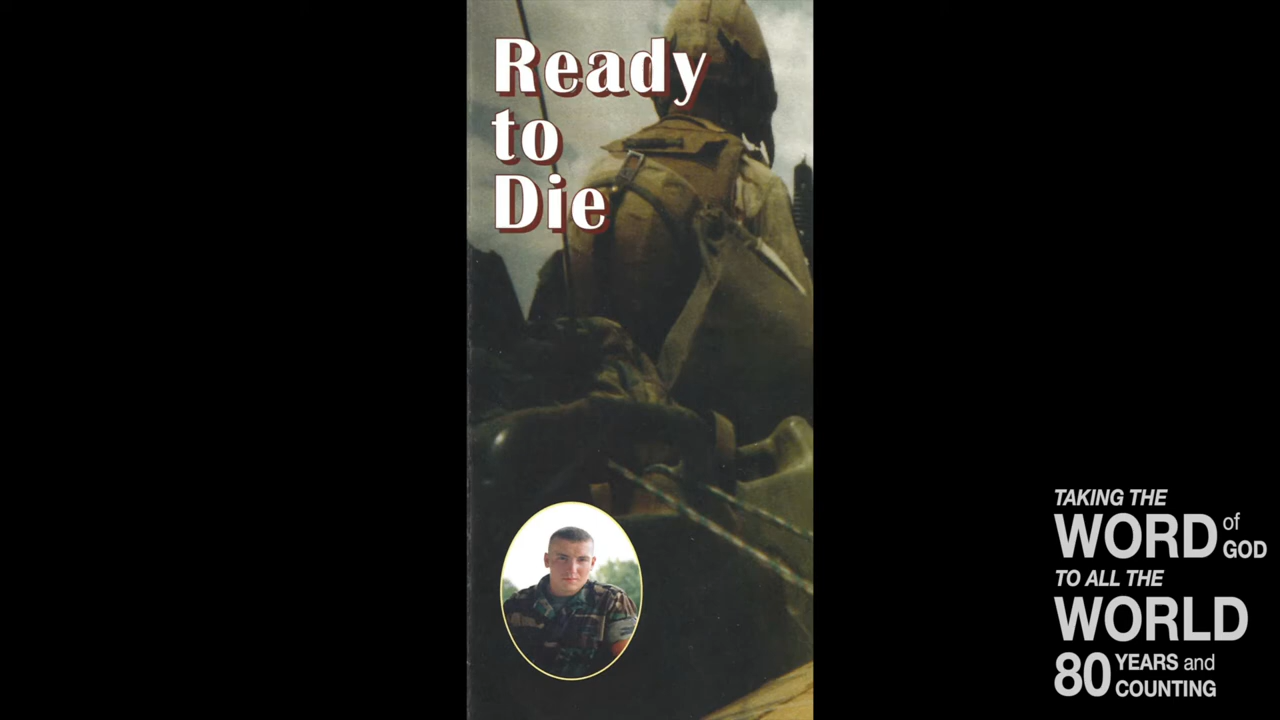 Ready
to
Die
TAKING THE
WORD of GOD
TO ALL THE
WORLD
80 YEARS and
COUNTING